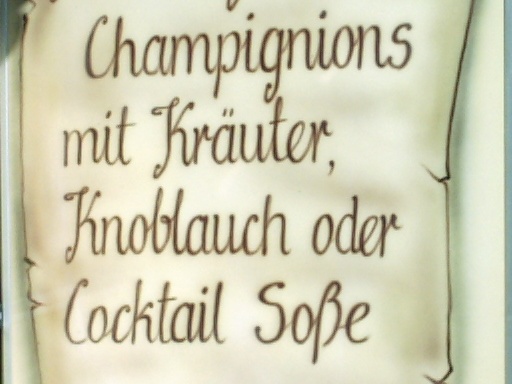 Champignions
mit Kräuter,
Knoblauch oder
Cocktail Soße